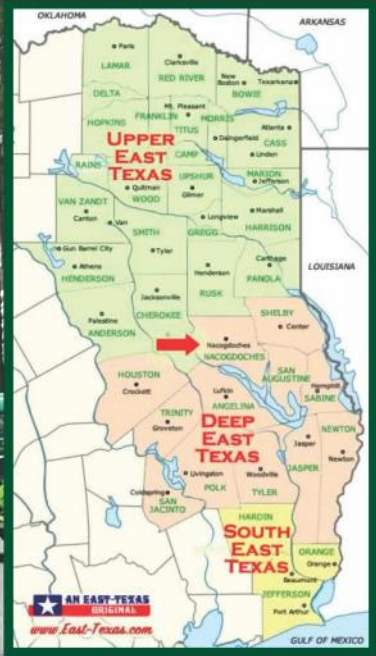 OKLAHOMA
ARKANSAS
Paris
LAMAR
Clarksville
RED RIVER
New
Boston
Texarkana
BOWIE
DELTA
Mt. Pleasant
HOPKINS
FRANKLIN
TITUS
MORRIS
Daingerfield
Atlanta
CASS
Linden
UPPER
EAST
TEXAS
CAMP
RAINS
Quitman
WOOD
UPSHUR
Gilmer
MARION
Jefferson
VAN ZANDT
Canton
Van
SMITH
Tyler
Longview
GREGG
Marshall
HARRISON
Gun Barrel City
Athens
HENDERSON
Henderson
RUSK
Carthage
PANOLA
LOUISIANA
Jacksonville
CHEROKEE
Palestine
ANDERSON
SHELBY
Center
Nacogdoches
NACOGDOCHES
HOUSTON
Crockett
SAN
AUGUSTINE
Hemphill
SABINE
Lufkin
ANGELINA
TRINITY
Groveton
DEEP
EAST
TEXAS
NEWTON
Jasper
Newton
JASPER
Livingston
POLK
Woodville
TYLER
Coldspring
SAN
JACINTO
HARDIN
SOUTH
EAST
TEXAS
ORANGE
Orange
Beaumont
JEFFERSON
Port Arthur
AN EAST-TEXAS
ORIGINAL
www.East-Texas.com
GULF OF MEXICO